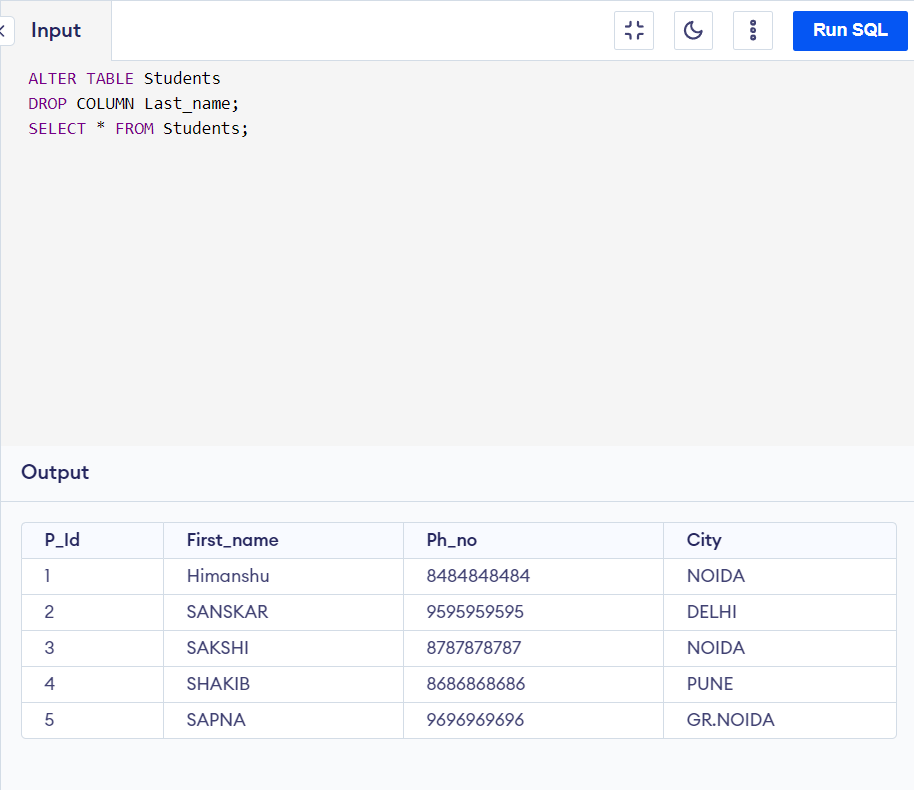 Input
Run SQL
ALTER TABLE Students
DROP COLUMN Last_name;
SELECT * FROM Students;
Output
P_Id First_name Ph_no City
1 Himanshu 8484848484 NOIDA
2 SANSKAR 9595959595 DELHI
3 SAKSHI 8787878787 NOIDA
4 SHAKIB 8686868686 PUNE
5 SAPNA 9696969696 GR.NOIDA